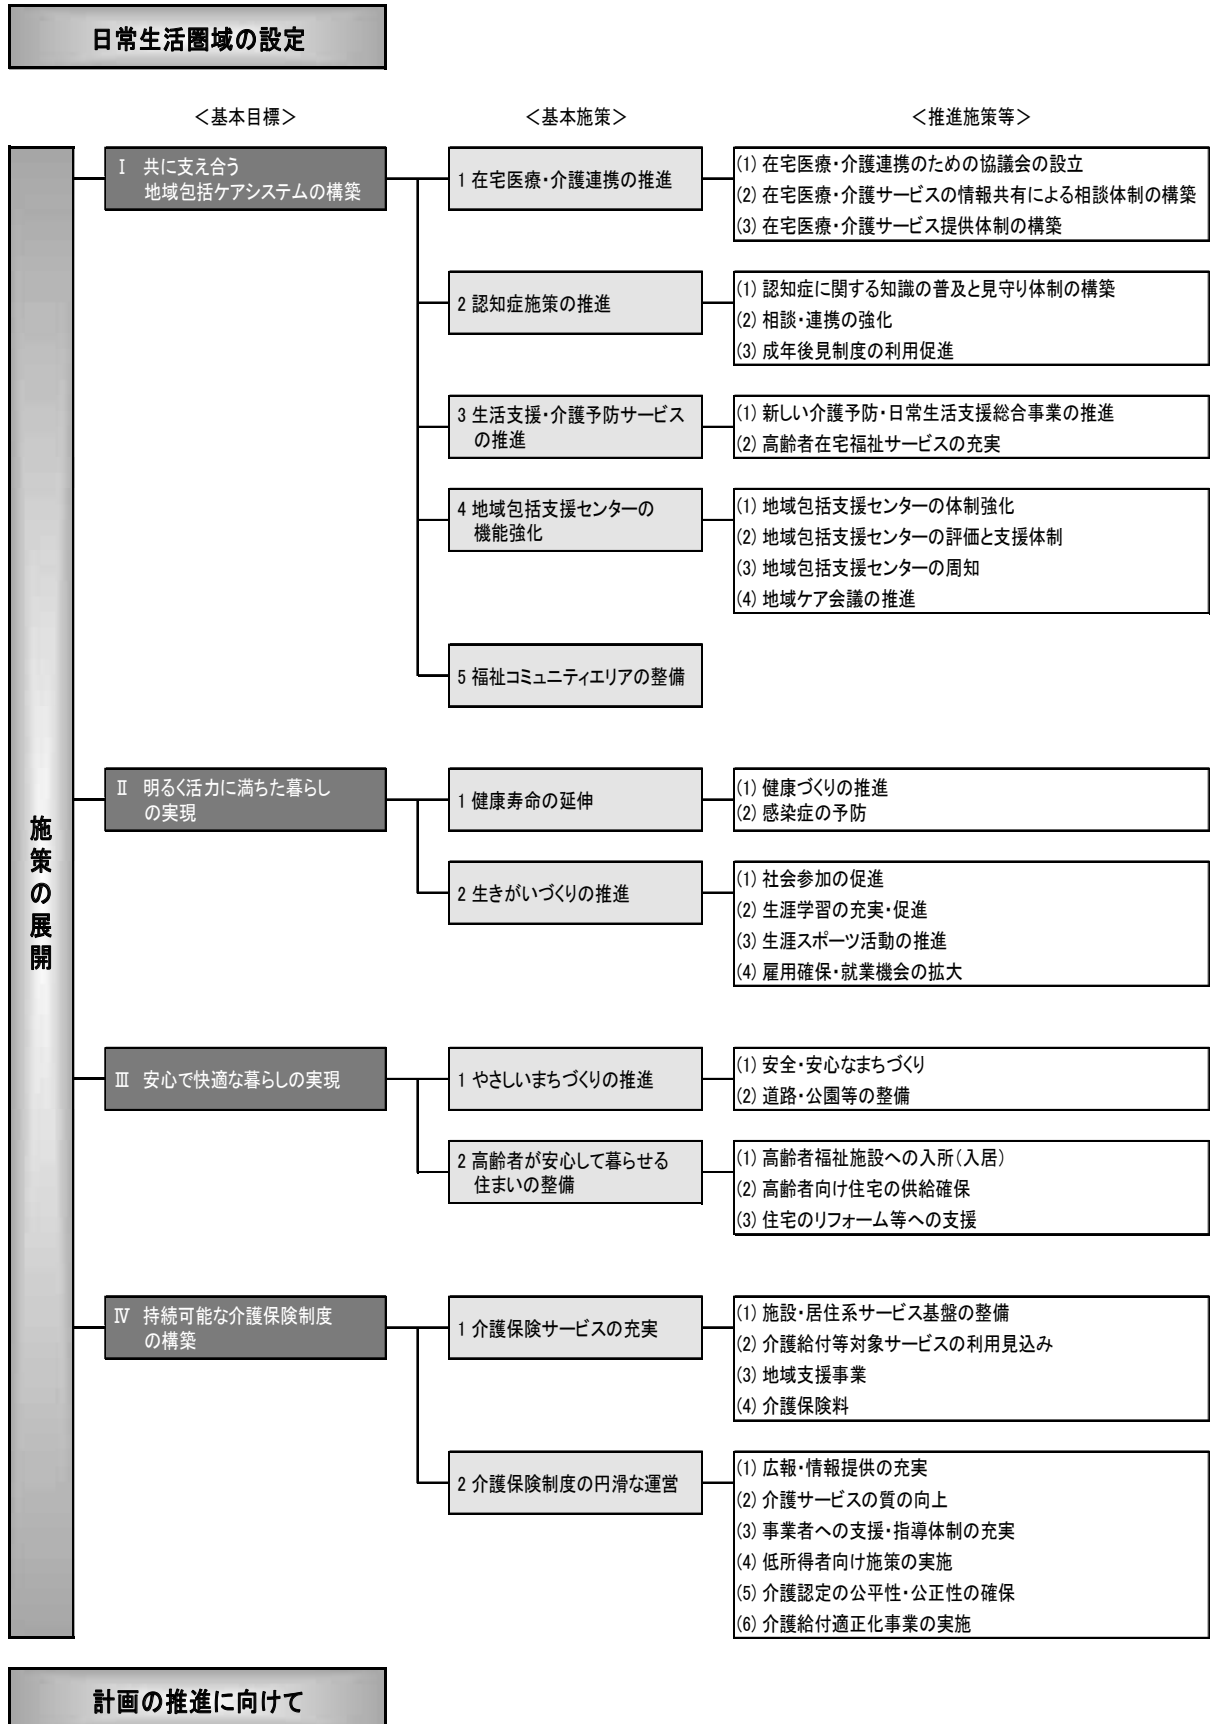 日常生活圏域の設定
＜基本目標＞
＜基本施策＞
＜推進施策等＞
施策の展開
Ⅰ 共に支え合う
地域包括ケアシステムの構築
1 在宅医療・介護連携の推進
(1) 在宅医療・介護連携のための協議会の設立
(2) 在宅医療・介護サービスの情報共有による相談体制の構築
(3) 在宅医療・介護サービス提供体制の構築
2 認知症施策の推進
(1) 認知症に関する知識の普及と見守り体制の構築
(2) 相談・連携の強化
(3) 成年後見制度の利用促進
3 生活支援・介護予防サービス
の推進
(1) 新しい介護予防・日常生活支援総合事業の推進
(2) 高齢者在宅福祉サービスの充実
4 地域包括支援センターの
機能強化
(1) 地域包括支援センターの体制強化
(2) 地域包括支援センターの評価と支援体制
(3) 地域包括支援センターの周知
(4) 地域ケア会議の推進
5 福祉コミュニティエリアの整備
Ⅱ 明るく活力に満ちた暮らし
の実現
1 健康寿命の延伸
(1) 健康づくりの推進
(2) 感染症の予防
2 生きがいづくりの推進
(1) 社会参加の促進
(2) 生涯学習の充実・促進
(3) 生涯スポーツ活動の推進
(4) 雇用確保・就業機会の拡大
Ⅲ 安心で快適な暮らしの実現
1 やさしいまちづくりの推進
(1) 安全・安心なまちづくり
(2) 道路・公園等の整備
2 高齢者が安心して暮らせる
住まいの整備
(1) 高齢者福祉施設への入所（入居）
(2) 高齢者向け住宅の供給確保
(3) 住宅のリフォーム等への支援
Ⅳ 持続可能な介護保険制度
の構築
1 介護保険サービスの充実
(1) 施設・居住系サービス基盤の整備
(2) 介護給付等対象サービスの利用見込み
(3) 地域支援事業
(4) 介護保険料
2 介護保険制度の円滑な運営
(1) 広報・情報提供の充実
(2) 介護サービスの質の向上
(3) 事業者への支援・指導体制の充実
(4) 低所得者向け施策の実施
(5) 介護認定の公平性・公正性の確保
(6) 介護給付適正化事業の実施
計画の推進に向けて